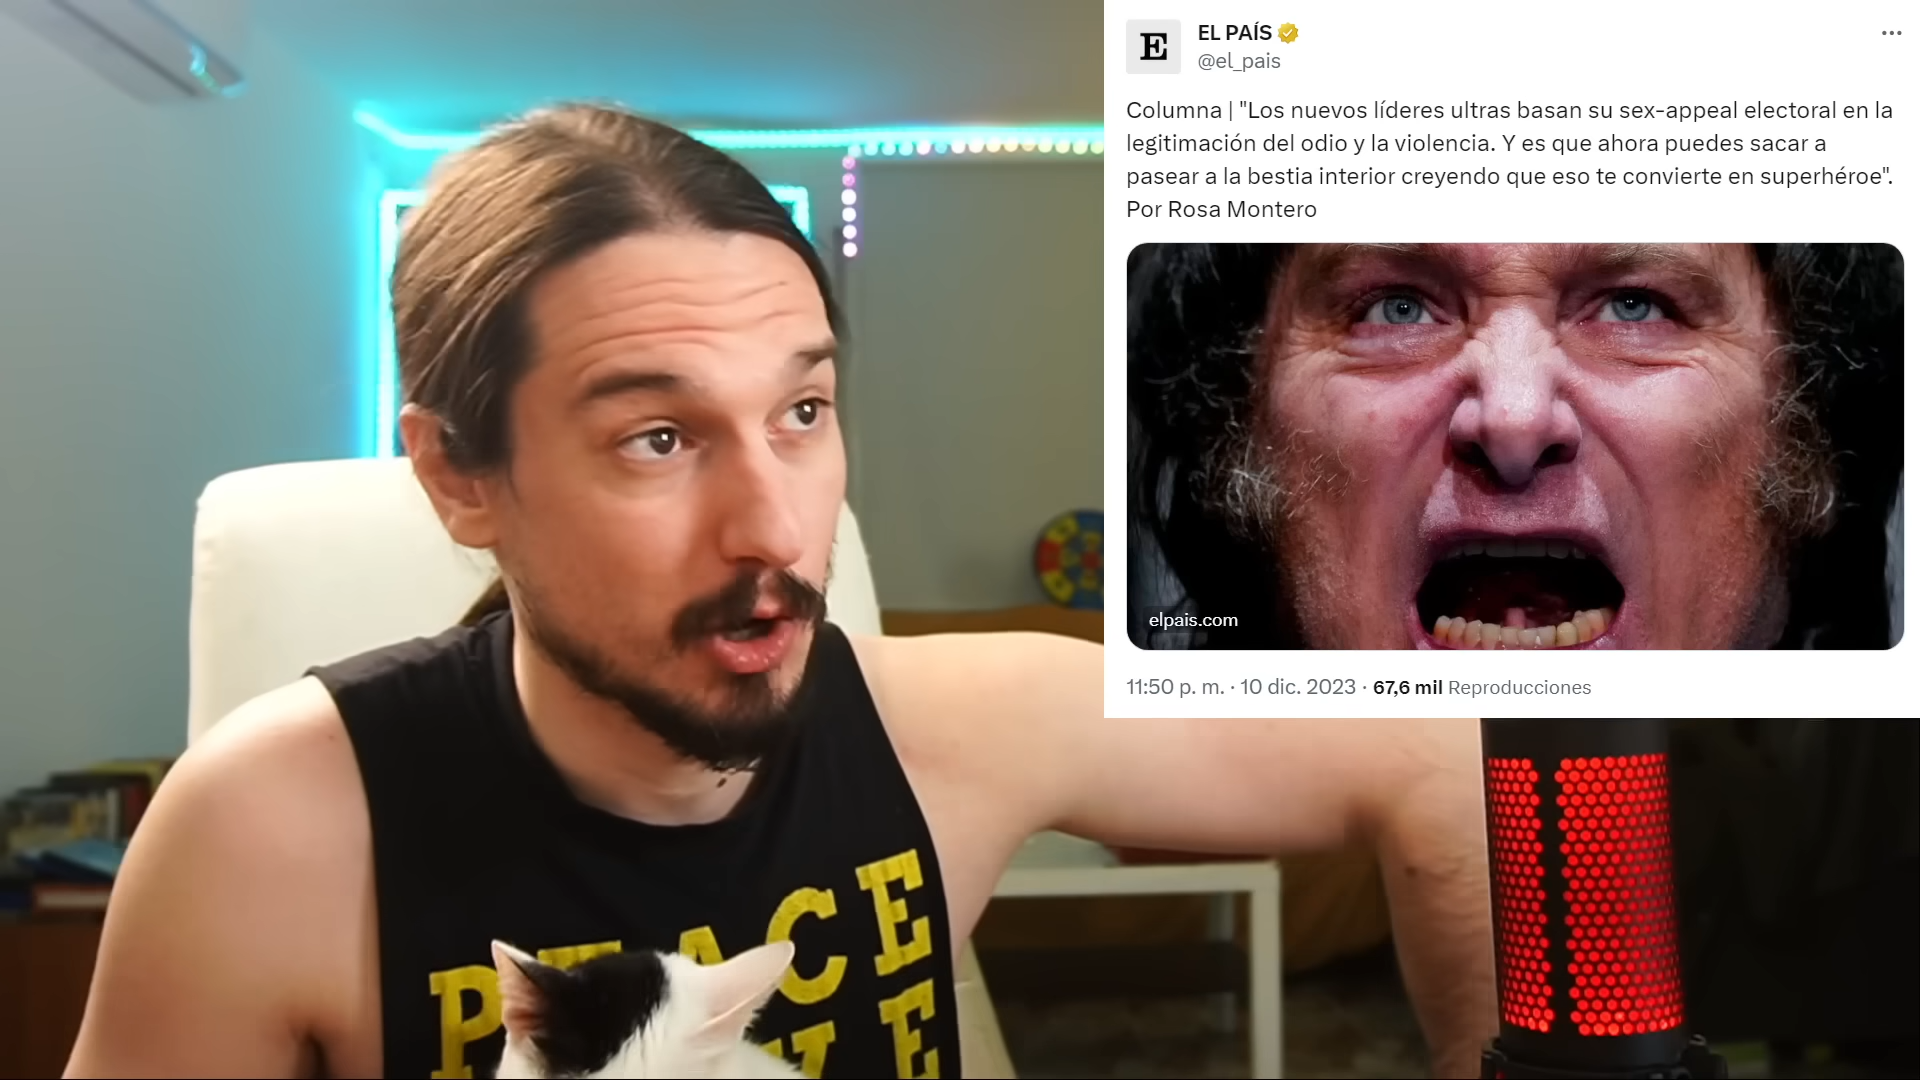 EL PAÍS
@el_pais
Columna | "Los nuevos líderes ultras basan su sex-appeal electoral en la
legitimación del odio y la violencia. Y es que ahora puedes sacar a
pasear a la bestia interior creyendo que eso te convierte en superhéroe".
Por Rosa Montero
elpais.com
11:50 p. m. · 10 dic. 2023 · 67,6 mil Reproducciones
PEACE